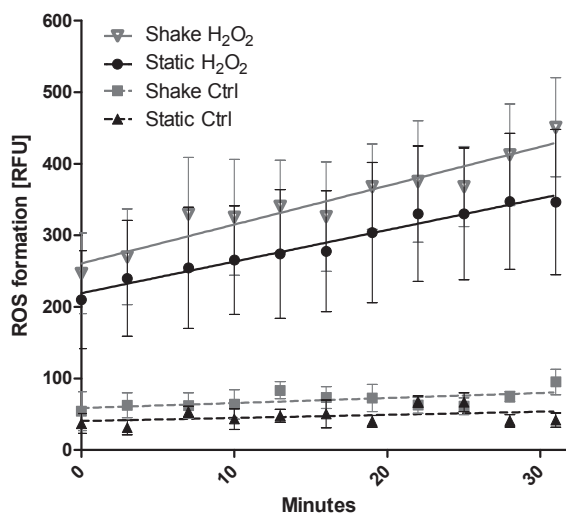 600
500
400
300
200
100
0
ROS formation [RFU]
Shake H₂O₂
Static H₂O₂
Shake Ctrl
Static Ctrl
0 10 20 30
Minutes